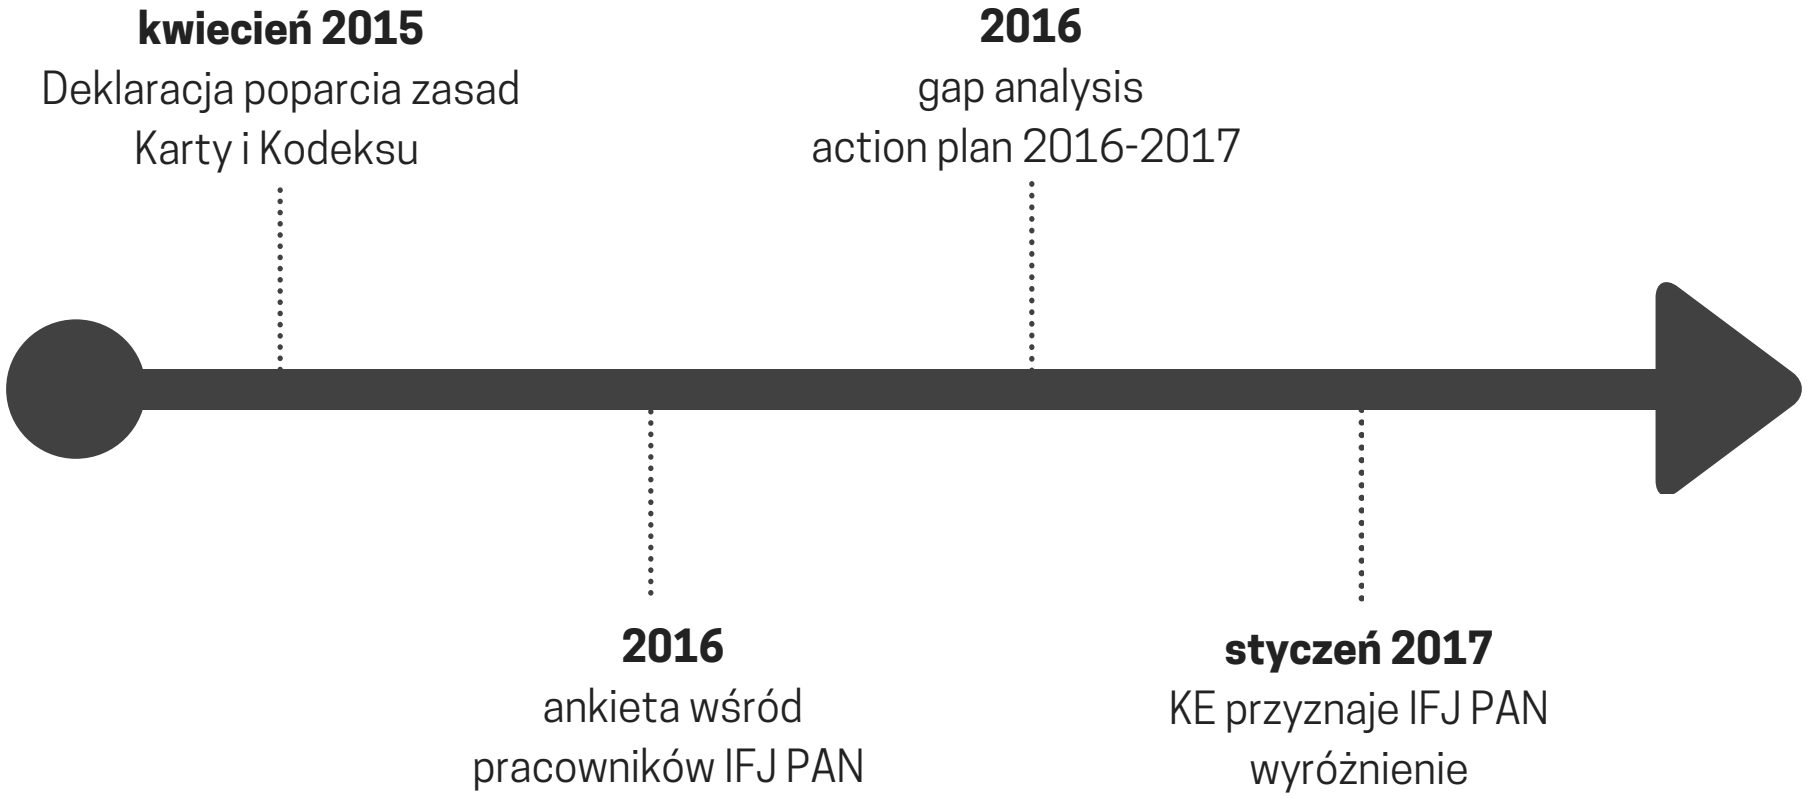 kwiecień 2015
Deklaracja poparcia zasad
Karty i Kodeksu
2016
ankieta wśród
pracowników IFJ PAN
2016
gap analysis
action plan 2016-2017
styczeń 2017
KE przyznaje IFJ PAN
wyróżnienie